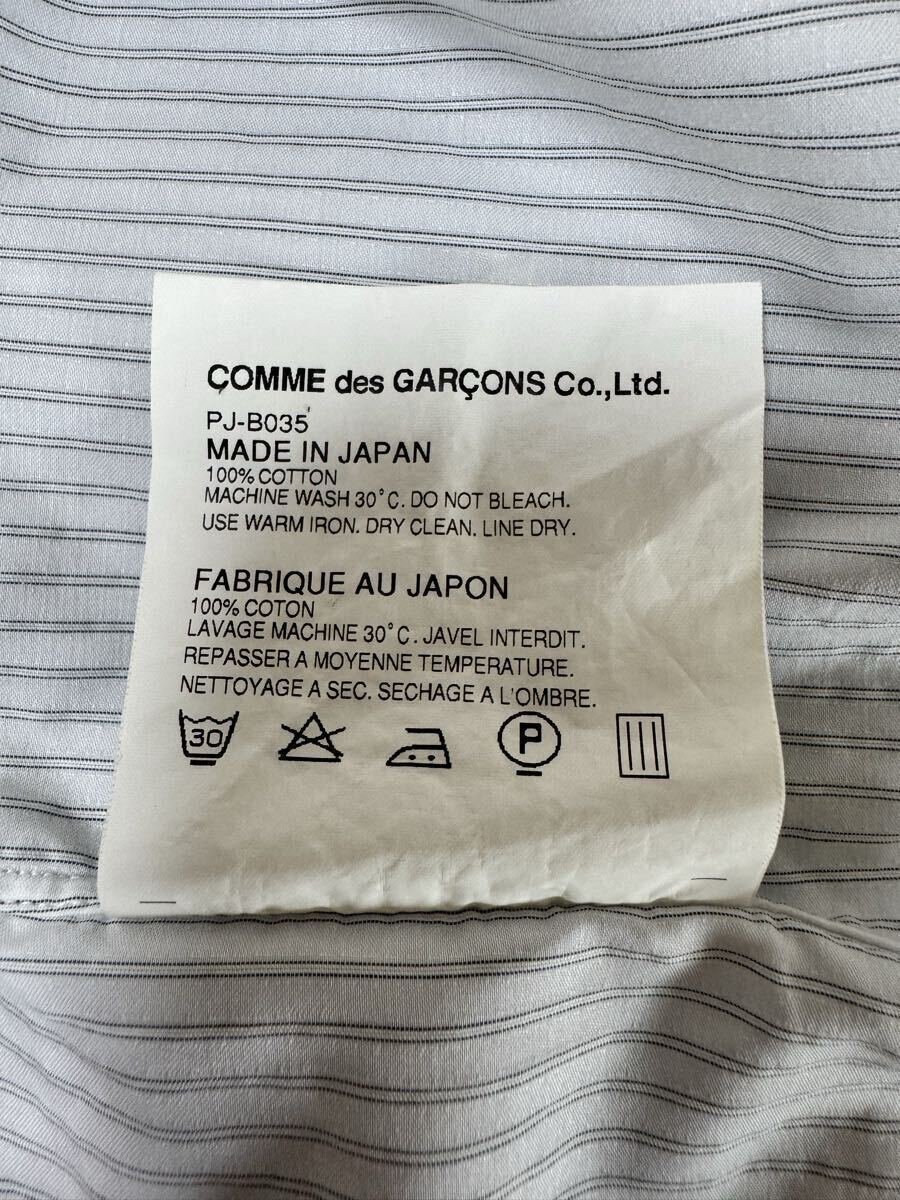 COMME des GARÇONS Co.,Ltd.
PJ-B035
MADE IN JAPAN
100% COTTON
MACHINE WASH 30°C. DO NOT BLEACH.
USE WARM IRON. DRY CLEAN. LINE DRY.
FABRIQUE AU JAPON
100% COTON
LAVAGE MACHINE 30°C. JAVEL INTERDIT.
REPASSER A MOYENNE TEMPERATURE.
NETTOYAGE A SEC. SECHAGE A L'OMBRE.
30 P